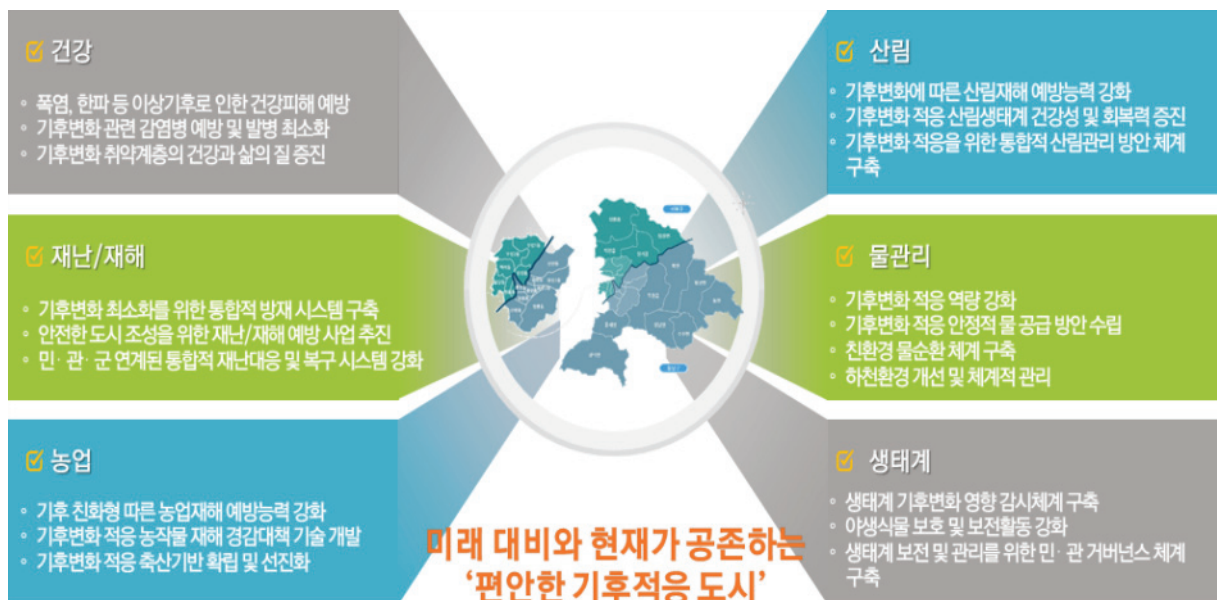 건강
◦ 폭염, 한파 등 이상기후로 인한 건강피해 예방
◦ 기후변화 관련 감염병 예방 및 발병 최소화
◦ 기후변화 취약계층의 건강과 삶의 질 증진
재난/재해
◦ 기후변화 최소화를 위한 통합적 방재 시스템 구축
◦ 안전한 도시 조성을 위한 재난/재해 예방 사업 추진
◦ 민·관·군 연계된 통합적 재난대응 및 복구 시스템 강화
농업
◦ 기후 친화형 따른 농업재해 예방능력 강화
◦ 기후변화 적응 농작물 재해 경감대책 기술 개발
◦ 기후변화 적응 축산기반 확립 및 선진화
산림
◦ 기후변화에 따른 산림재해 예방능력 강화
◦ 기후변화 적응 산림생태계 건강성 및 회복력 증진
◦ 기후변화 적응을 위한 통합적 산림관리 방안 체계
구축
물관리
◦ 기후변화 적응 역량 강화
◦ 기후변화 적응 안정적 물 공급 방안 수립
◦ 친환경 물순환 체계 구축
◦ 하천환경 개선 및 체계적 관리
생태계
◦ 생태계 기후변화 영향 감시체계 구축
◦ 야생식물 보호 및 보전활동 강화
◦ 생태계 보전 및 관리를 위한 민·관 거버넌스 체계
구축
미래 대비와 현재가 공존하는
‘편안한 기후적응 도시’